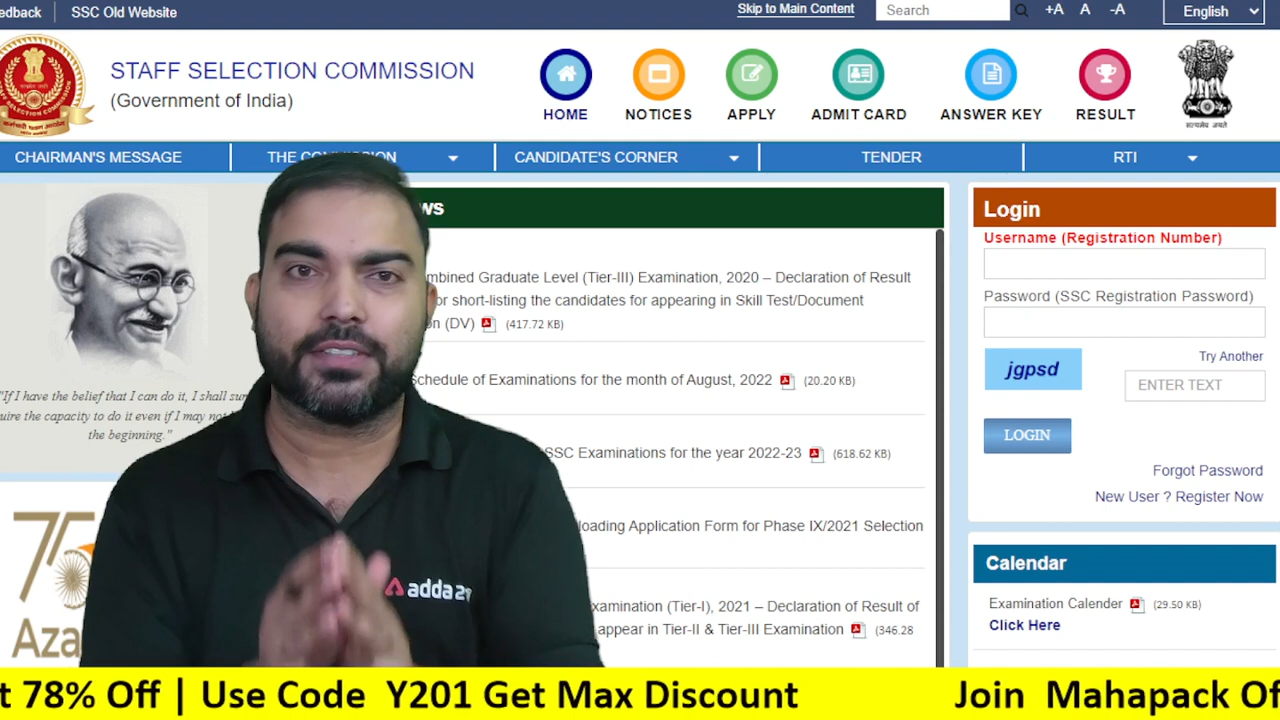 edback
SSC Old Website
Skip to Main Content
Search
+A A -A
English
STAFF SELECTION COMMISSION
(Government of India)
HOME
NOTICES
APPLY
ADMIT CARD
ANSWER KEY
RESULT
सत्यमेव जयते
CHAIRMAN'S MESSAGE
THE COMMISSION
CANDIDATE'S CORNER
TENDER
RTI
"If I have the belief that I can do it, I shall sur
uire the capacity to do it even if I may not
the beginning."
75
Aza
ws
mbined Graduate Level (Tier-III) Examination, 2020 – Declaration of Result
or short-listing the candidates for appearing in Skill Test/Document
n (DV) (417.72 KB)
Schedule of Examinations for the month of August, 2022 (20.20 KB)
SSC Examinations for the year 2022-23 (618.62 KB)
loading Application Form for Phase IX/2021 Selection
xamination (Tier-I), 2021 – Declaration of Result of
appear in Tier-II & Tier-III Examination (346.28
Login
Username (Registration Number)
Password (SSC Registration Password)
jgpsd
Try Another
ENTER TEXT
LOGIN
Forgot Password
New User ? Register Now
Calendar
Examination Calender (29.50 KB)
Click Here
adda24
t 78% Off | Use Code Y201 Get Max Discount
Join Mahapack Of